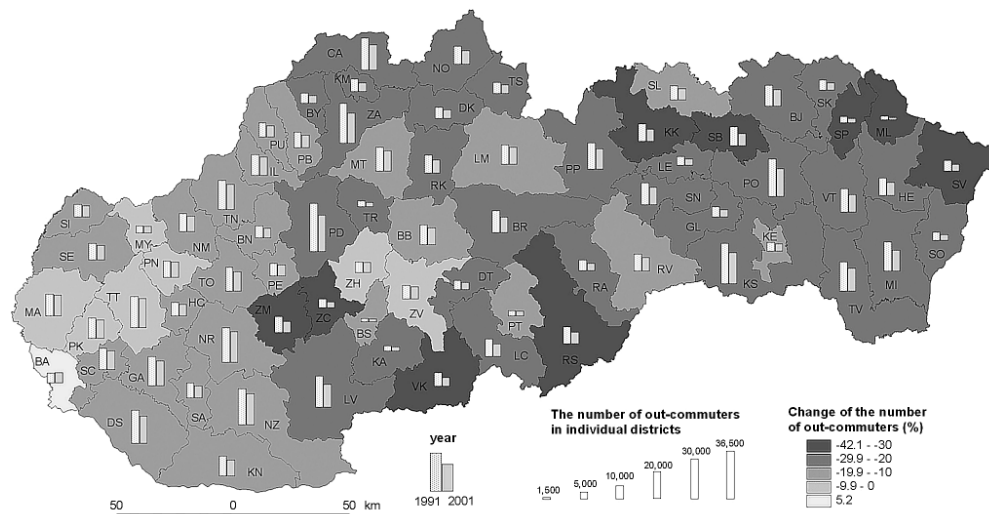 CA
NO
TS
KM
BY
ZA
DK
SL
BJ
SK
SP
ML
KK
SB
PU
PB
IL
MT
LM
RK
PP
LE
SV
PO
VT
HE
SN
GL
SI
MY
NM
TN
BN
PD
TR
BB
BR
KE
SO
SE
PN
TO
PE
ZH
DT
RA
RV
KS
MI
MA
TT
HC
ZM
ZC
ZV
PT
TV
PK
BS
BA
SC
GA
NR
KA
LC
RS
SA
LV
VK
DS
NZ
KN
year
1991 2001
The number of out-commuters
in individual districts
1,500
5,000
10,000
20,000
30,000
36,500
Change of the number
of out-commuters (%)
-42.1 - -30
-29.9 - -20
-19.9 - -10
-9.9 - 0
5.2
50 0 50 km